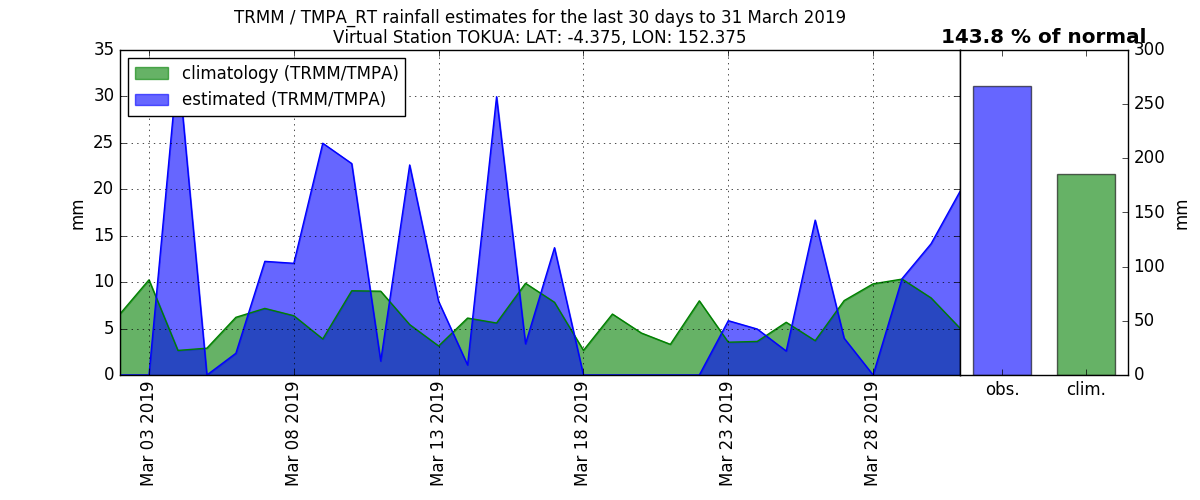 TRMM / TMPA_RT rainfall estimates for the last 30 days to 31 March 2019
Virtual Station TOKUA: LAT: -4.375, LON: 152.375
143.8 % of normal
climatology (TRMM/TMPA)
estimated (TRMM/TMPA)
35
30
25
20
15
10
5
0
mm
Mar 03 2019
Mar 08 2019
Mar 13 2019
Mar 18 2019
Mar 23 2019
Mar 28 2019
300
250
200
150
100
50
0
mm
obs.
clim.